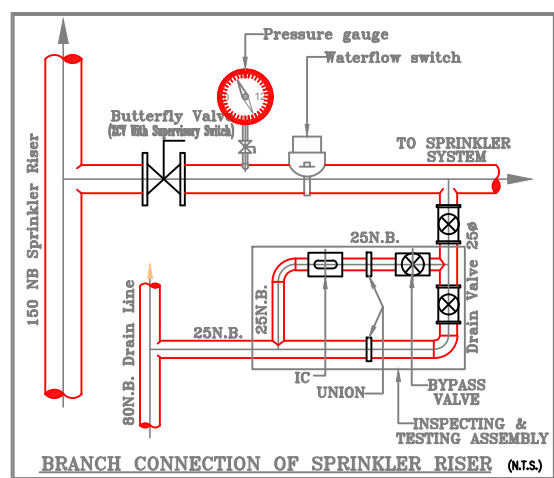 Pressure gauge
Waterflow switch
Butterfly Valve
(ZCV With Supervisory Switch)
12
TO SPRINKLER
SYSTEM
150 NB Sprinkler Riser
25N.B.
25N.B.
25N.B.
Drain Valve 25ø
80N.B. Drain Line
IC
UNION
BYPASS
VALVE
INSPECTING &
TESTING ASSEMBLY
BRANCH CONNECTION OF SPRINKLER RISER (N.T.S.)